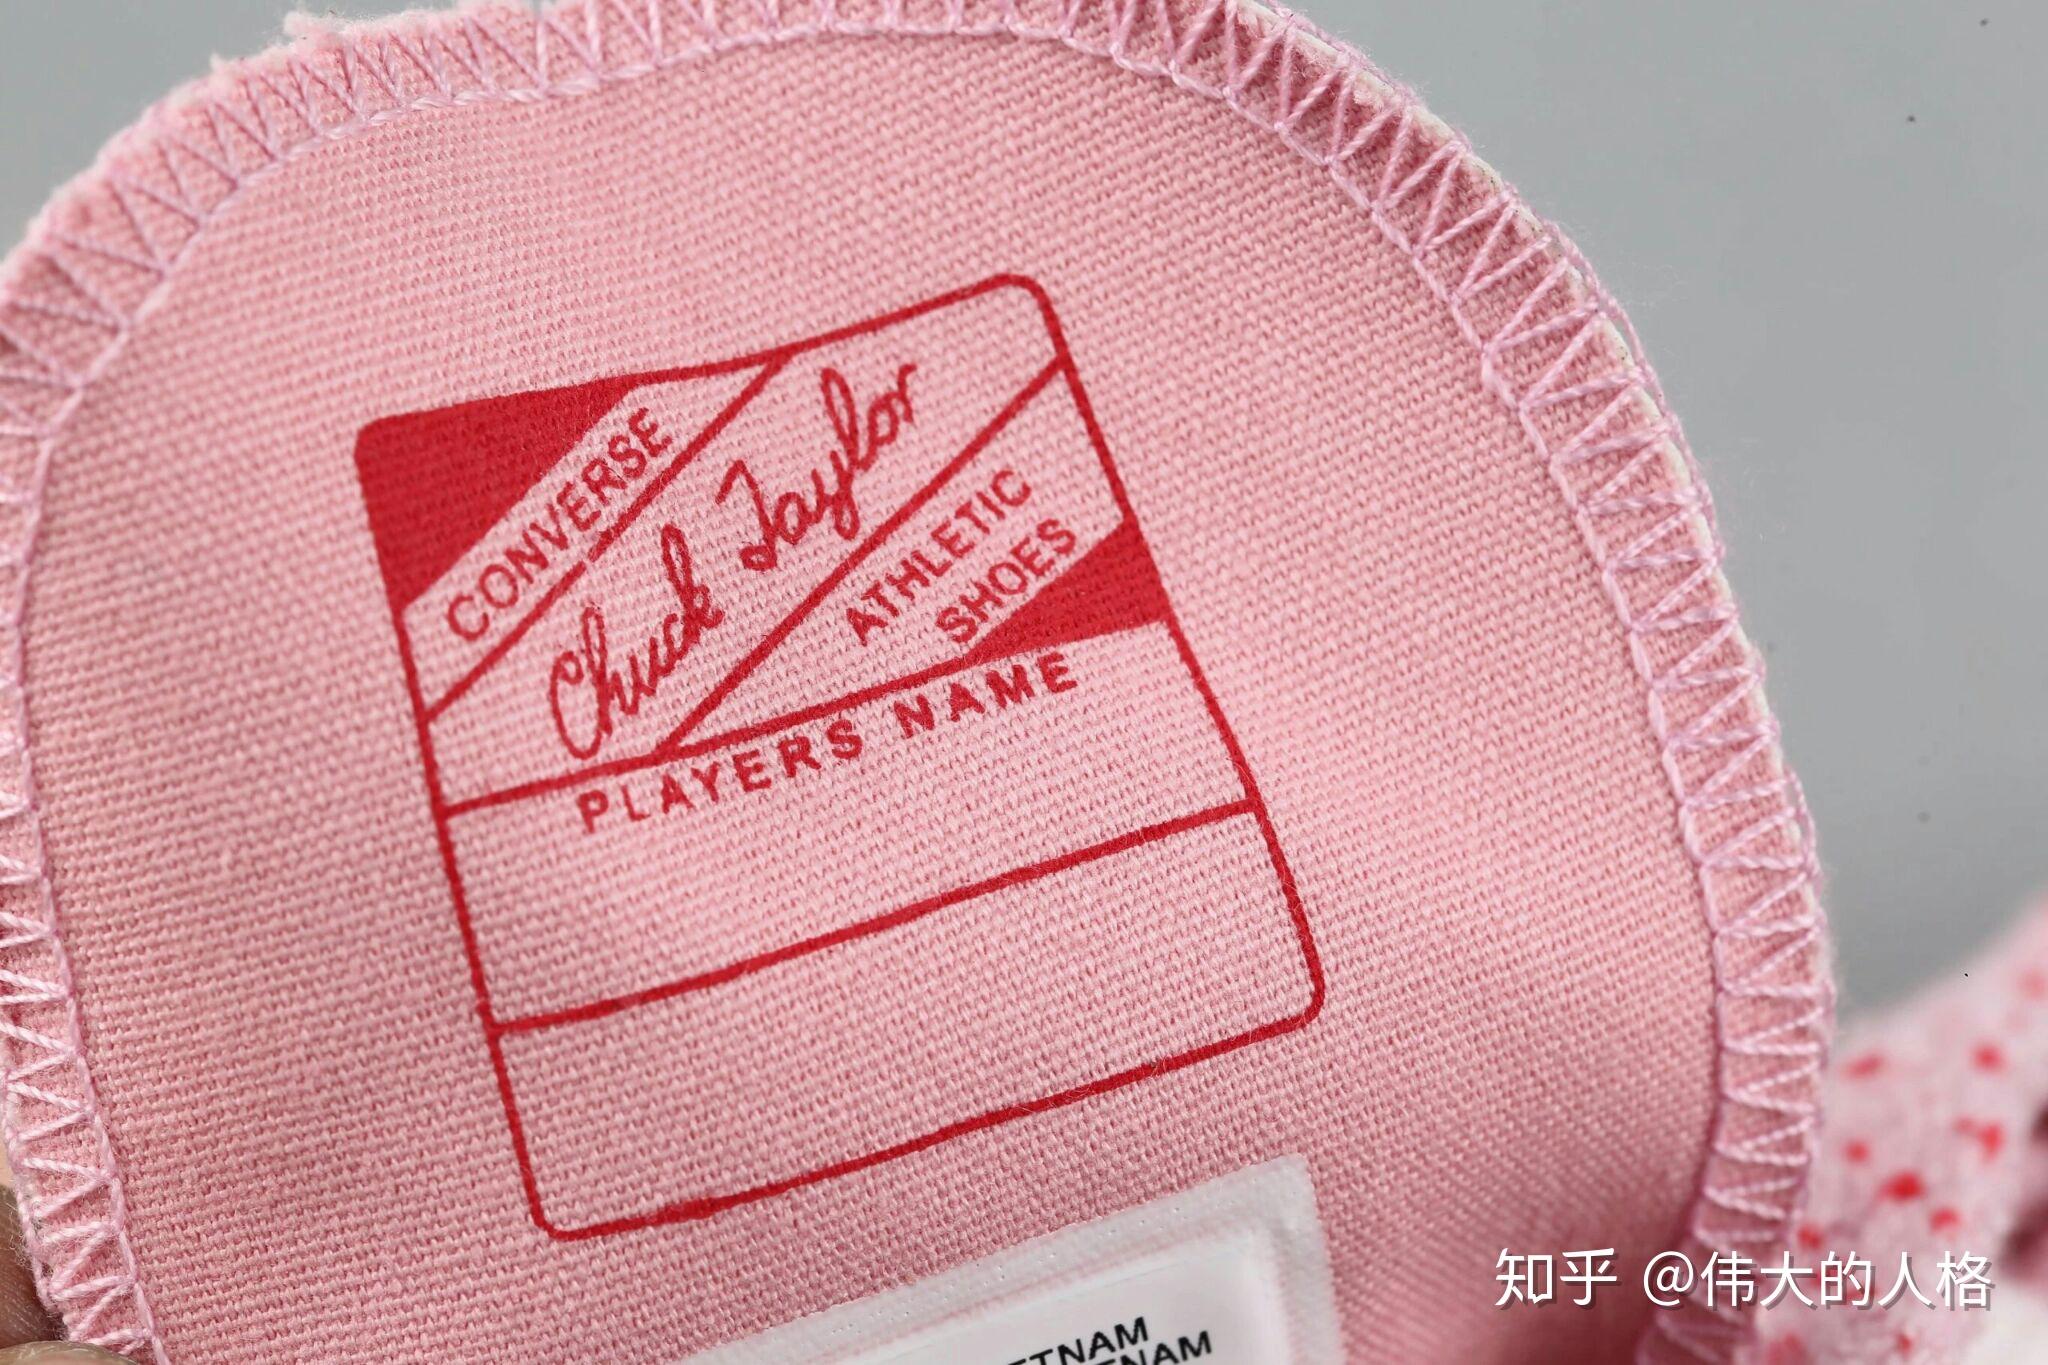 CONVERSE
Chuck Taylor
ATHLETIC
SHOES
PLAYERS NAME
知乎 @伟大的人格